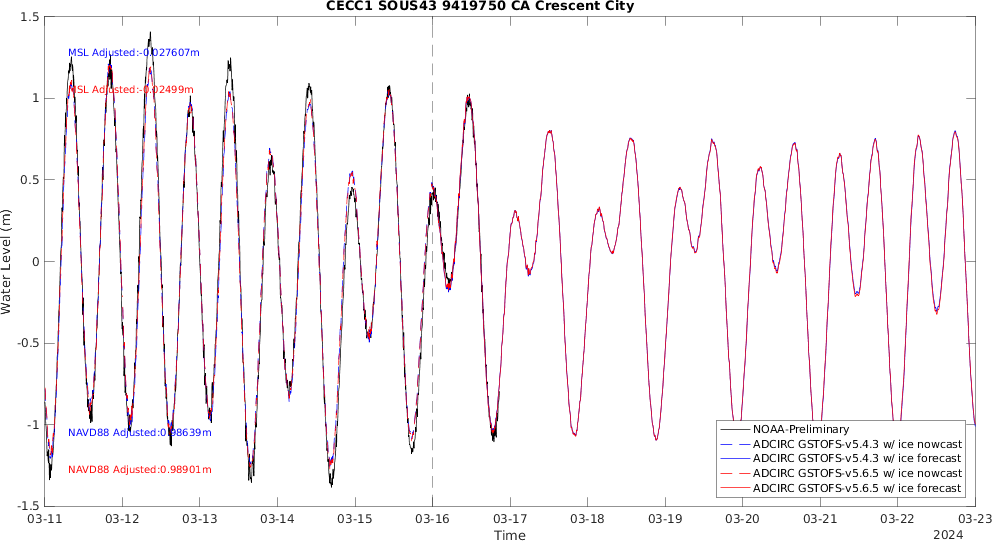 CECC1 SOUS43 9419750 CA Crescent City
1.5
1
0.5
0
-0.5
-1
-1.5
Water Level (m)
MSL Adjusted:-0.027607m
MSL Adjusted:-0.02499m
NAVD88 Adjusted:0.98639m
NAVD88 Adjusted:0.98901m
NOAA-Preliminary
ADCIRC GSTOFS-v5.4.3 w/ ice nowcast
ADCIRC GSTOFS-v5.4.3 w/ ice forecast
ADCIRC GSTOFS-v5.6.5 w/ ice nowcast
ADCIRC GSTOFS-v5.6.5 w/ ice forecast
03-11 03-12 03-13 03-14 03-15 03-16 03-17 03-18 03-19 03-20 03-21 03-22 03-23
Time
2024